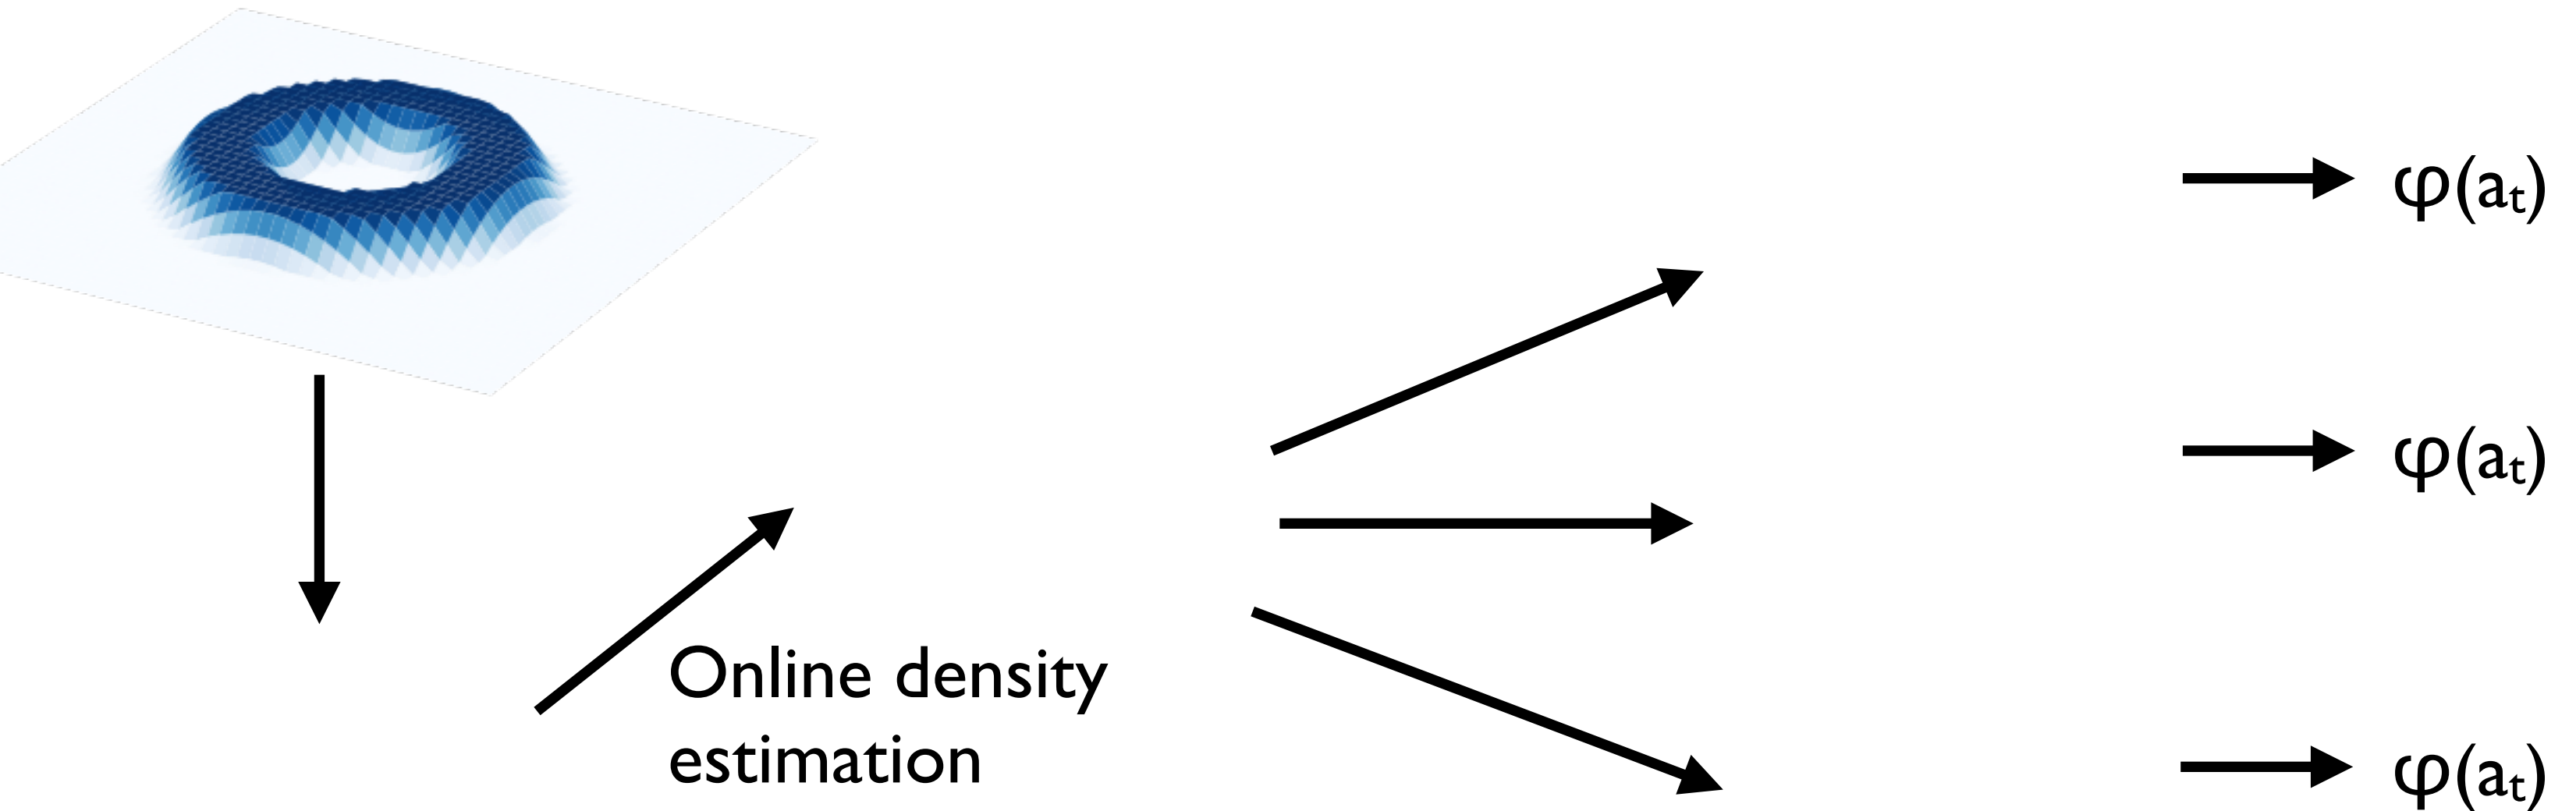 φ(aₜ)
φ(aₜ)
Online density
estimation
φ(aₜ)